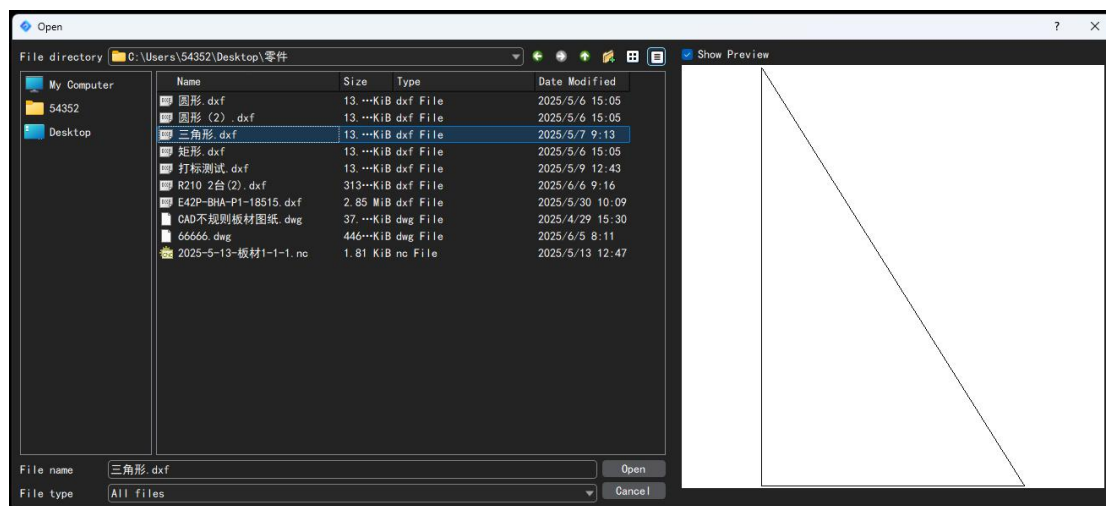 Open
File directory C:\Users\54352\Desktop\零件
Show Preview
My Computer
54352
Desktop
Name Size Type Date Modified
圆形.dxf 13.…KiB dxf File 2025/5/6 15:05
圆形 (2).dxf 13.…KiB dxf File 2025/5/6 15:05
三角形.dxf 13.…KiB dxf File 2025/5/7 9:13
矩形.dxf 13.…KiB dxf File 2025/5/6 15:05
打标测试.dxf 13.…KiB dxf File 2025/5/9 12:43
R210 2台(2).dxf 313…KiB dxf File 2025/6/6 9:16
E42P-BHA-P1-18515.dxf 2.85 MiB dxf File 2025/5/30 10:09
CAD不规则板材图纸.dwg 37.…KiB dwg File 2025/4/29 15:30
66666.dwg 446…KiB dwg File 2025/6/5 8:11
2025-5-13-板材1-1-1.nc 1.81 KiB nc File 2025/5/13 12:47
File name 三角形.dxf Open
File type All files Cancel